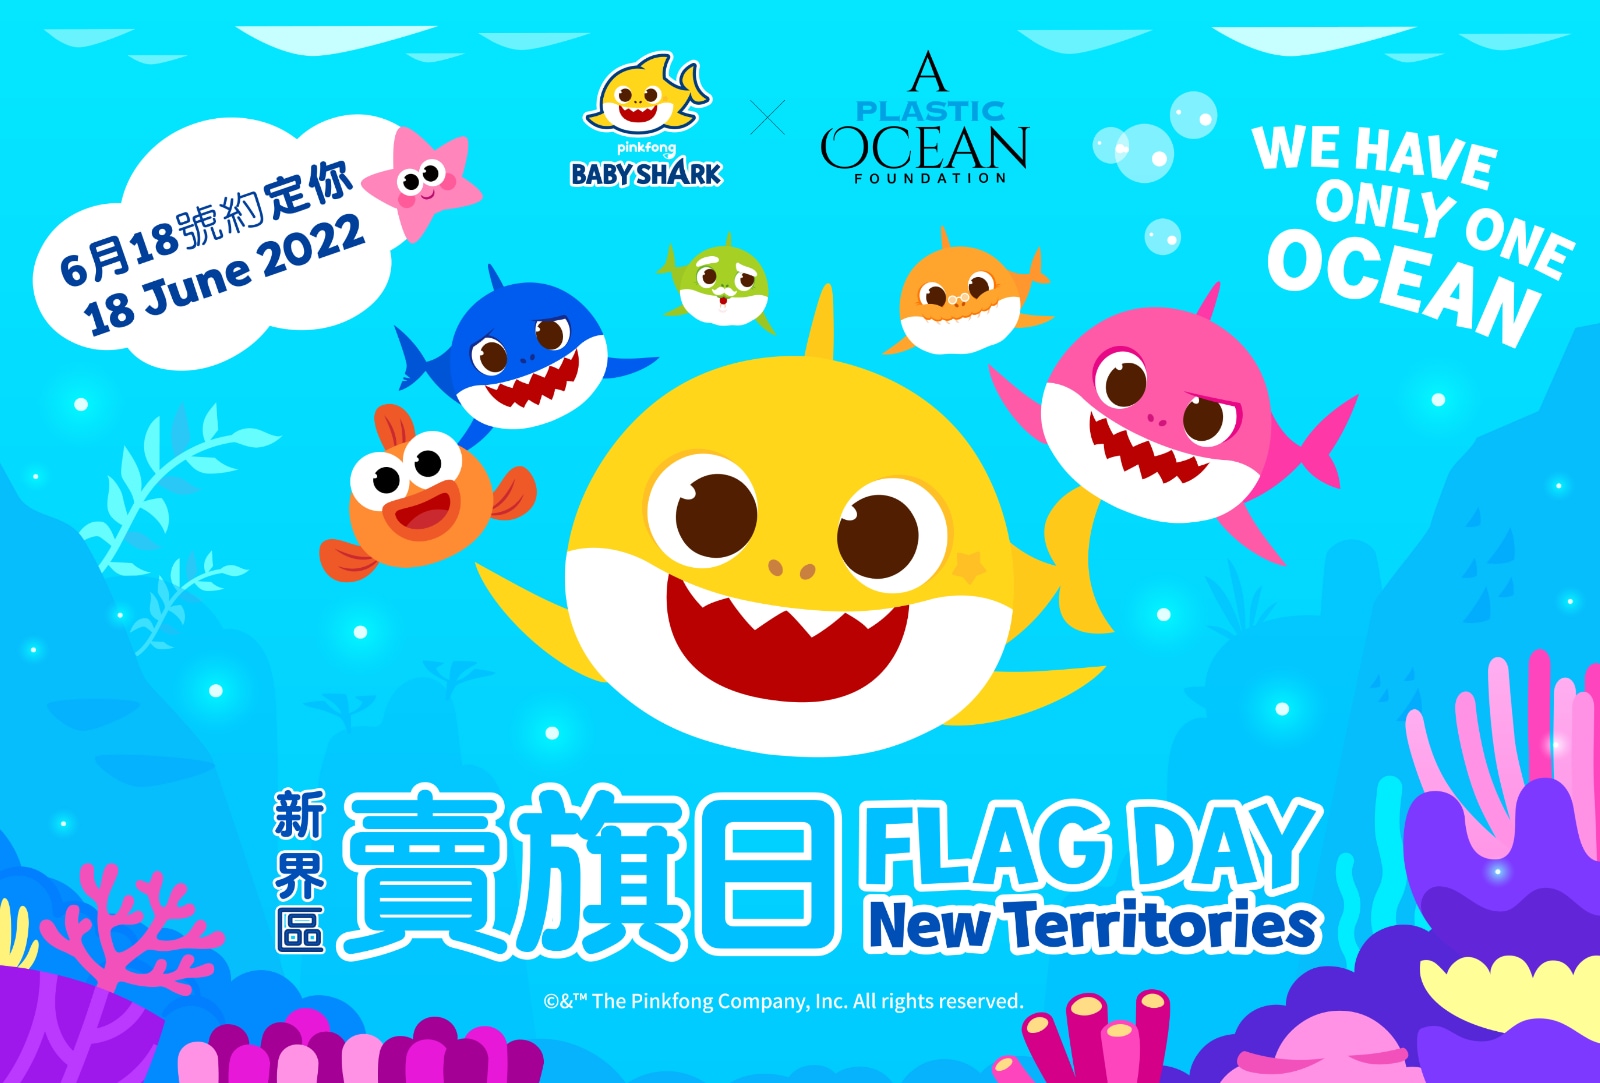 pinkfong
BABY SHARK
A
PLASTIC
OCEAN
FOUNDATION
6月18號約定你
18 June 2022
WE HAVE
ONLY ONE
OCEAN
新界區
賣旗日
FLAG DAY
New Territories
©&™ The Pinkfong Company, Inc. All rights reserved.